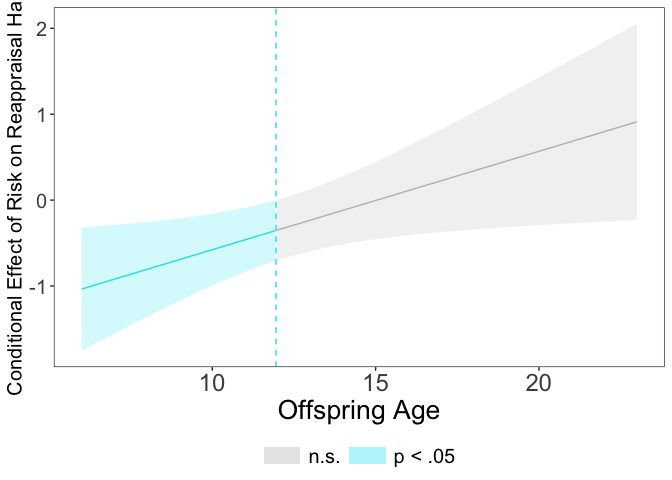 Conditional Effect of Risk on Reappraisal Ha
2
1
0
-1
10 15 20
Offspring Age
n.s. p < .05